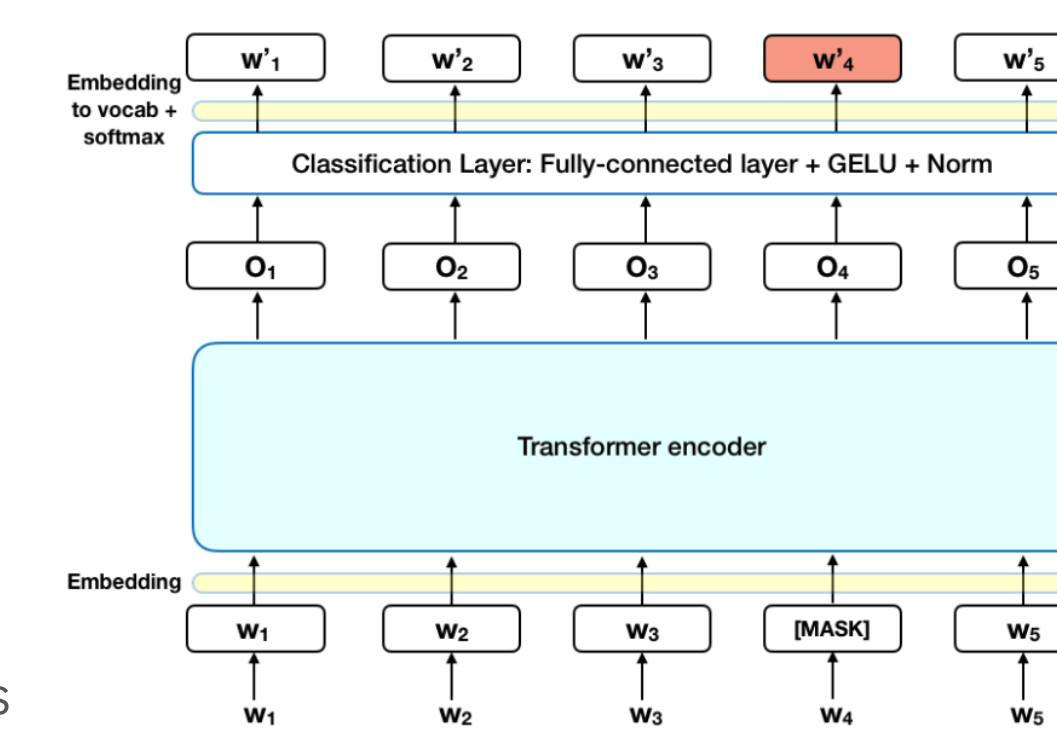 w’₁ w’₂ w’₃ w’₄ w’₅
Embedding
to vocab +
softmax
Classification Layer: Fully-connected layer + GELU + Norm
O₁ O₂ O₃ O₄ O₅
Transformer encoder
Embedding
W₁ W₂ W₃ [MASK] W₅
s
W₁ W₂ W₃ W₄ W₅